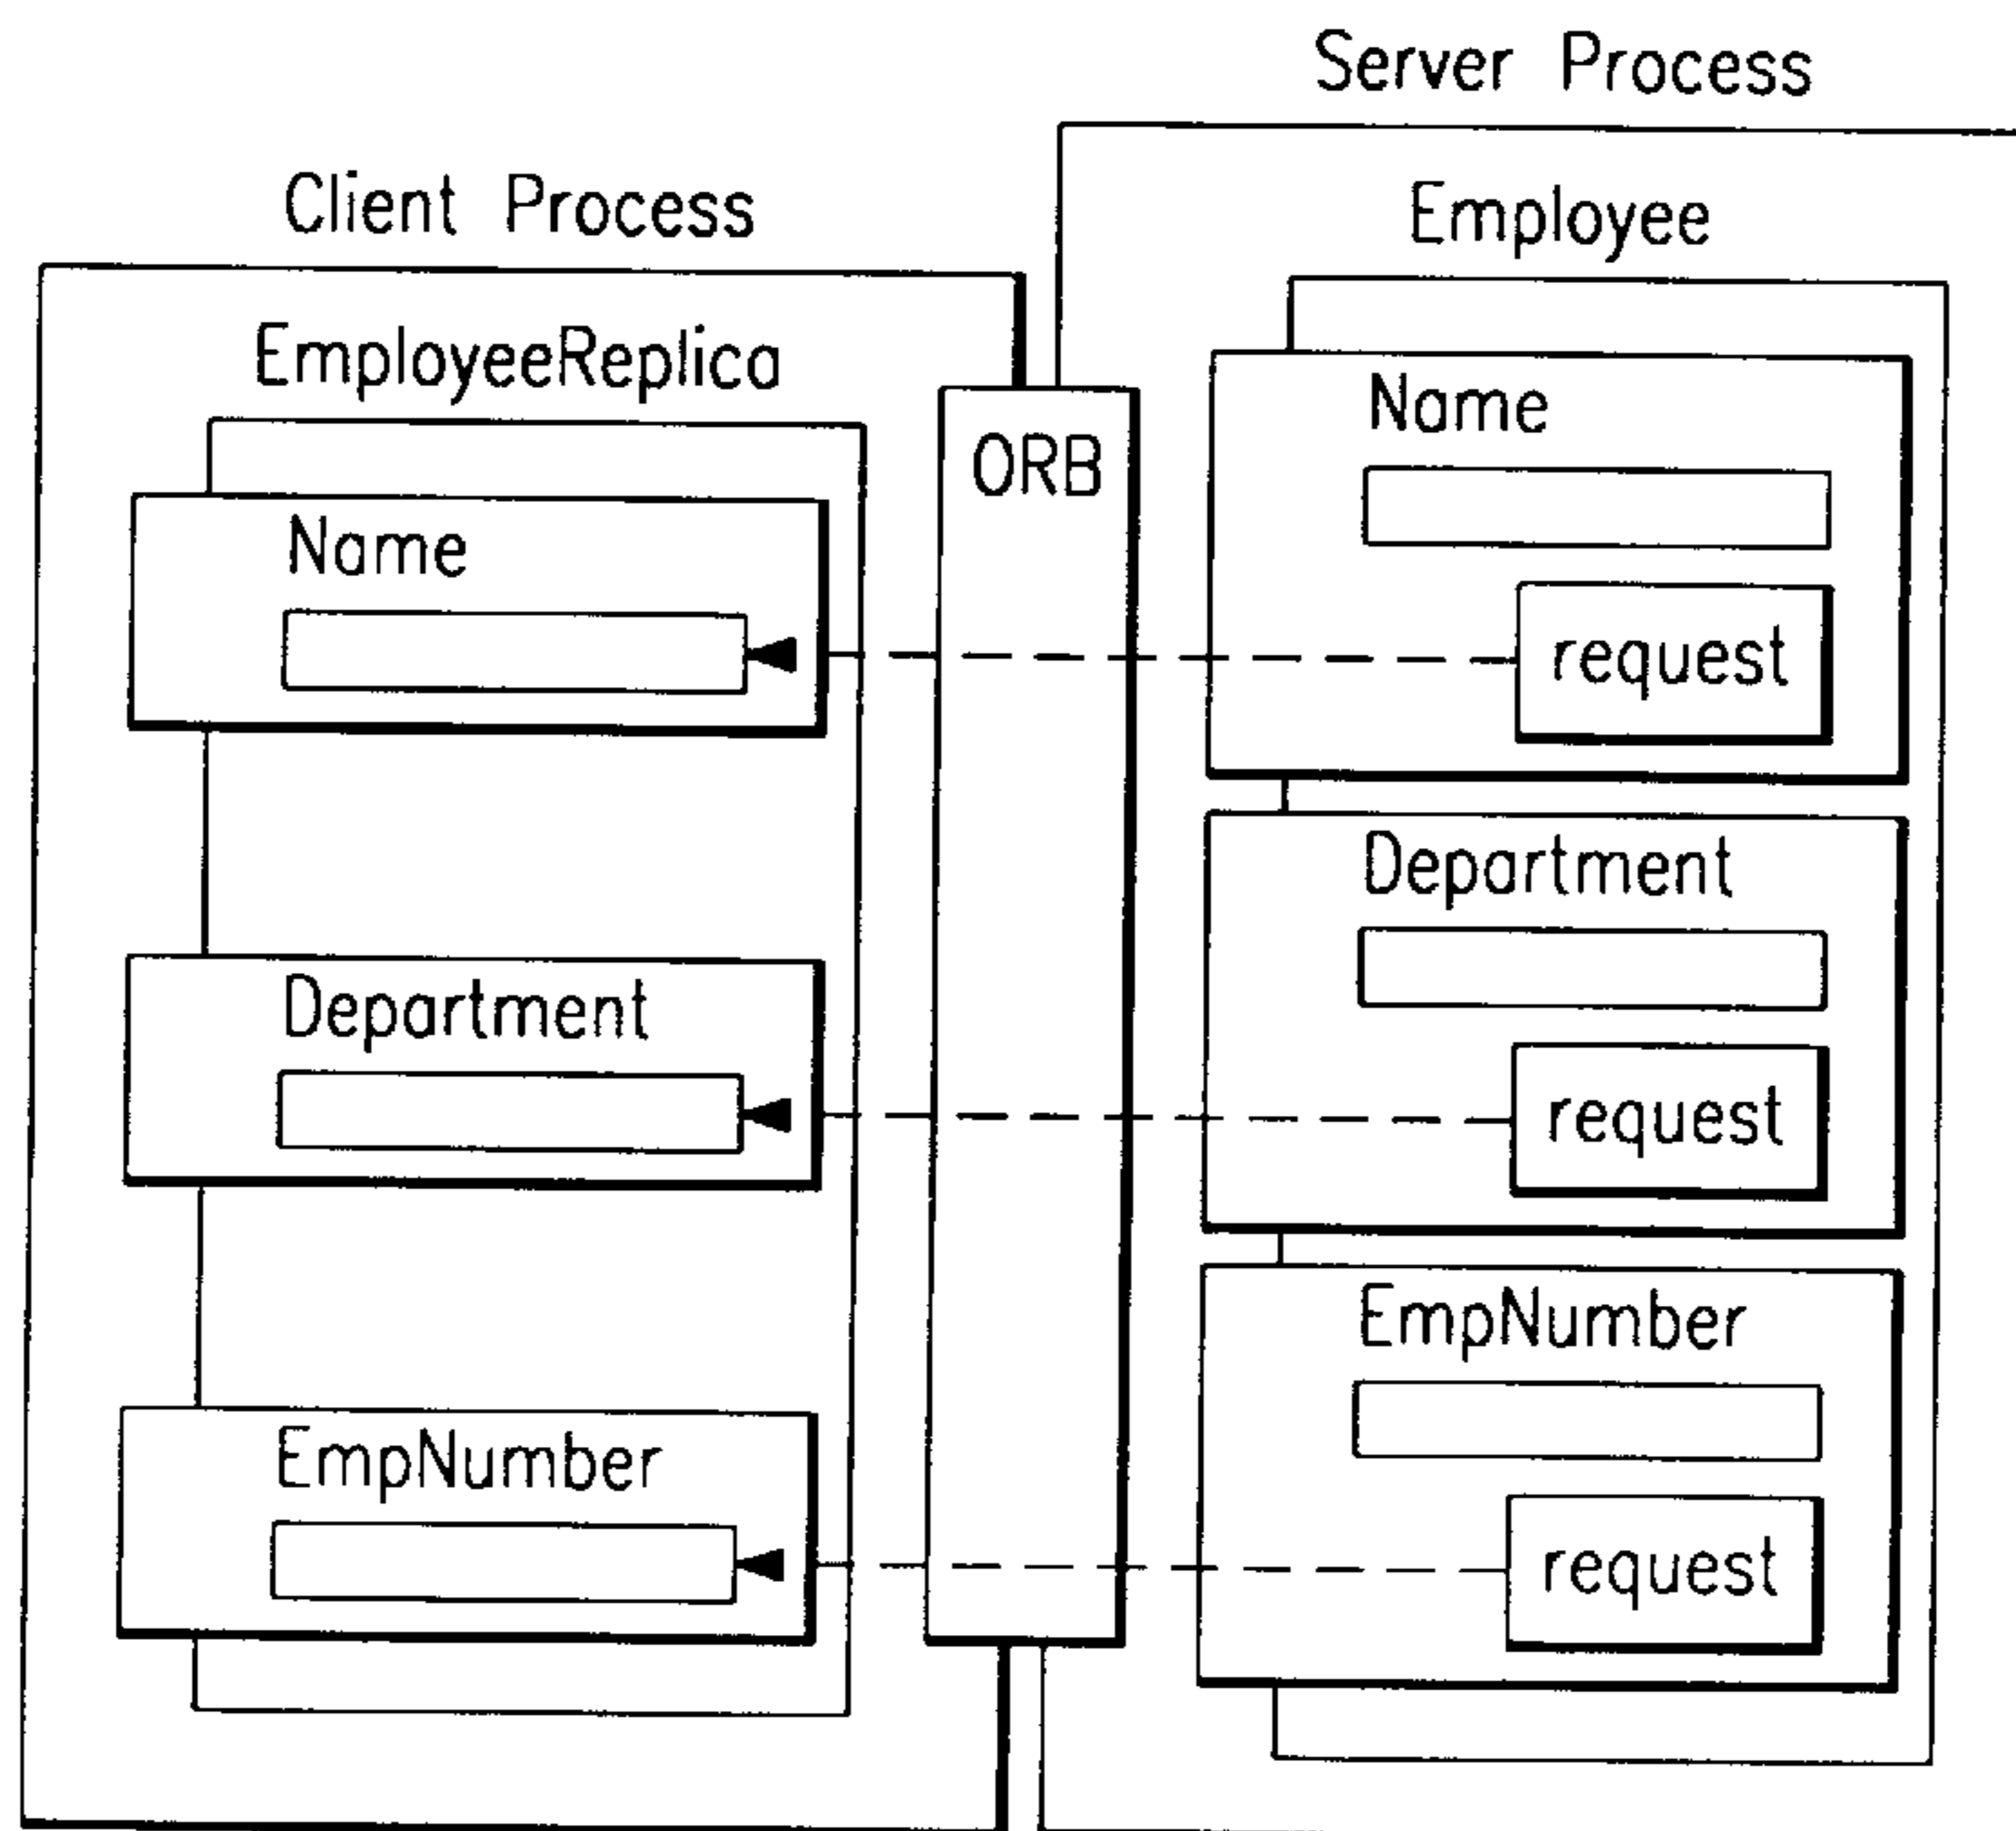 Server Process
Client Process
Employee
EmployeeReplica
Name
ORB
Name
request
Department
Department
request
EmpNumber
EmpNumber
request